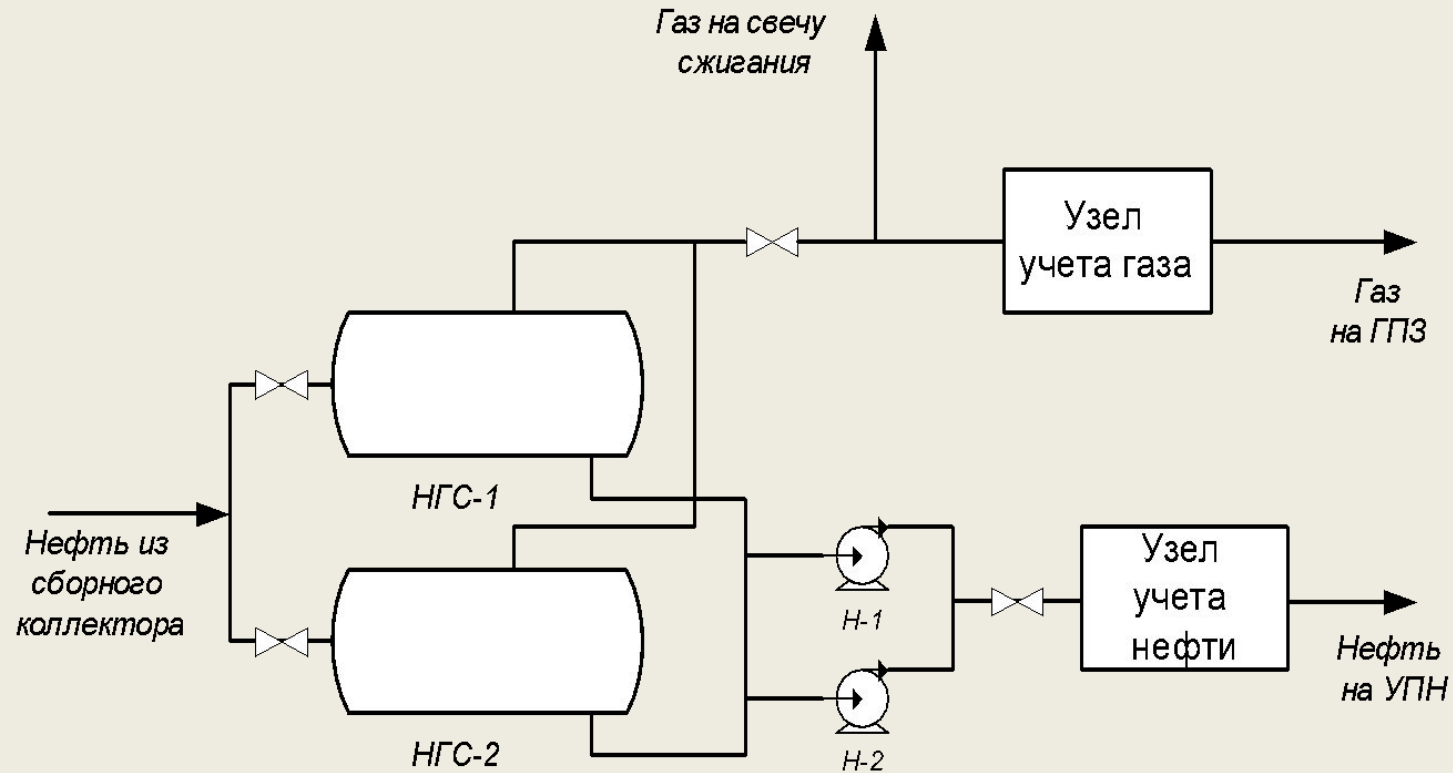 Газ на свечу
сжигания
Узел
учета газа
Газ
на ГПЗ
НГС-1
Нефть из
сборного
коллектора
НГС-2
Н-1
Н-2
Узел
учета
нефти
Нефть
на УПН